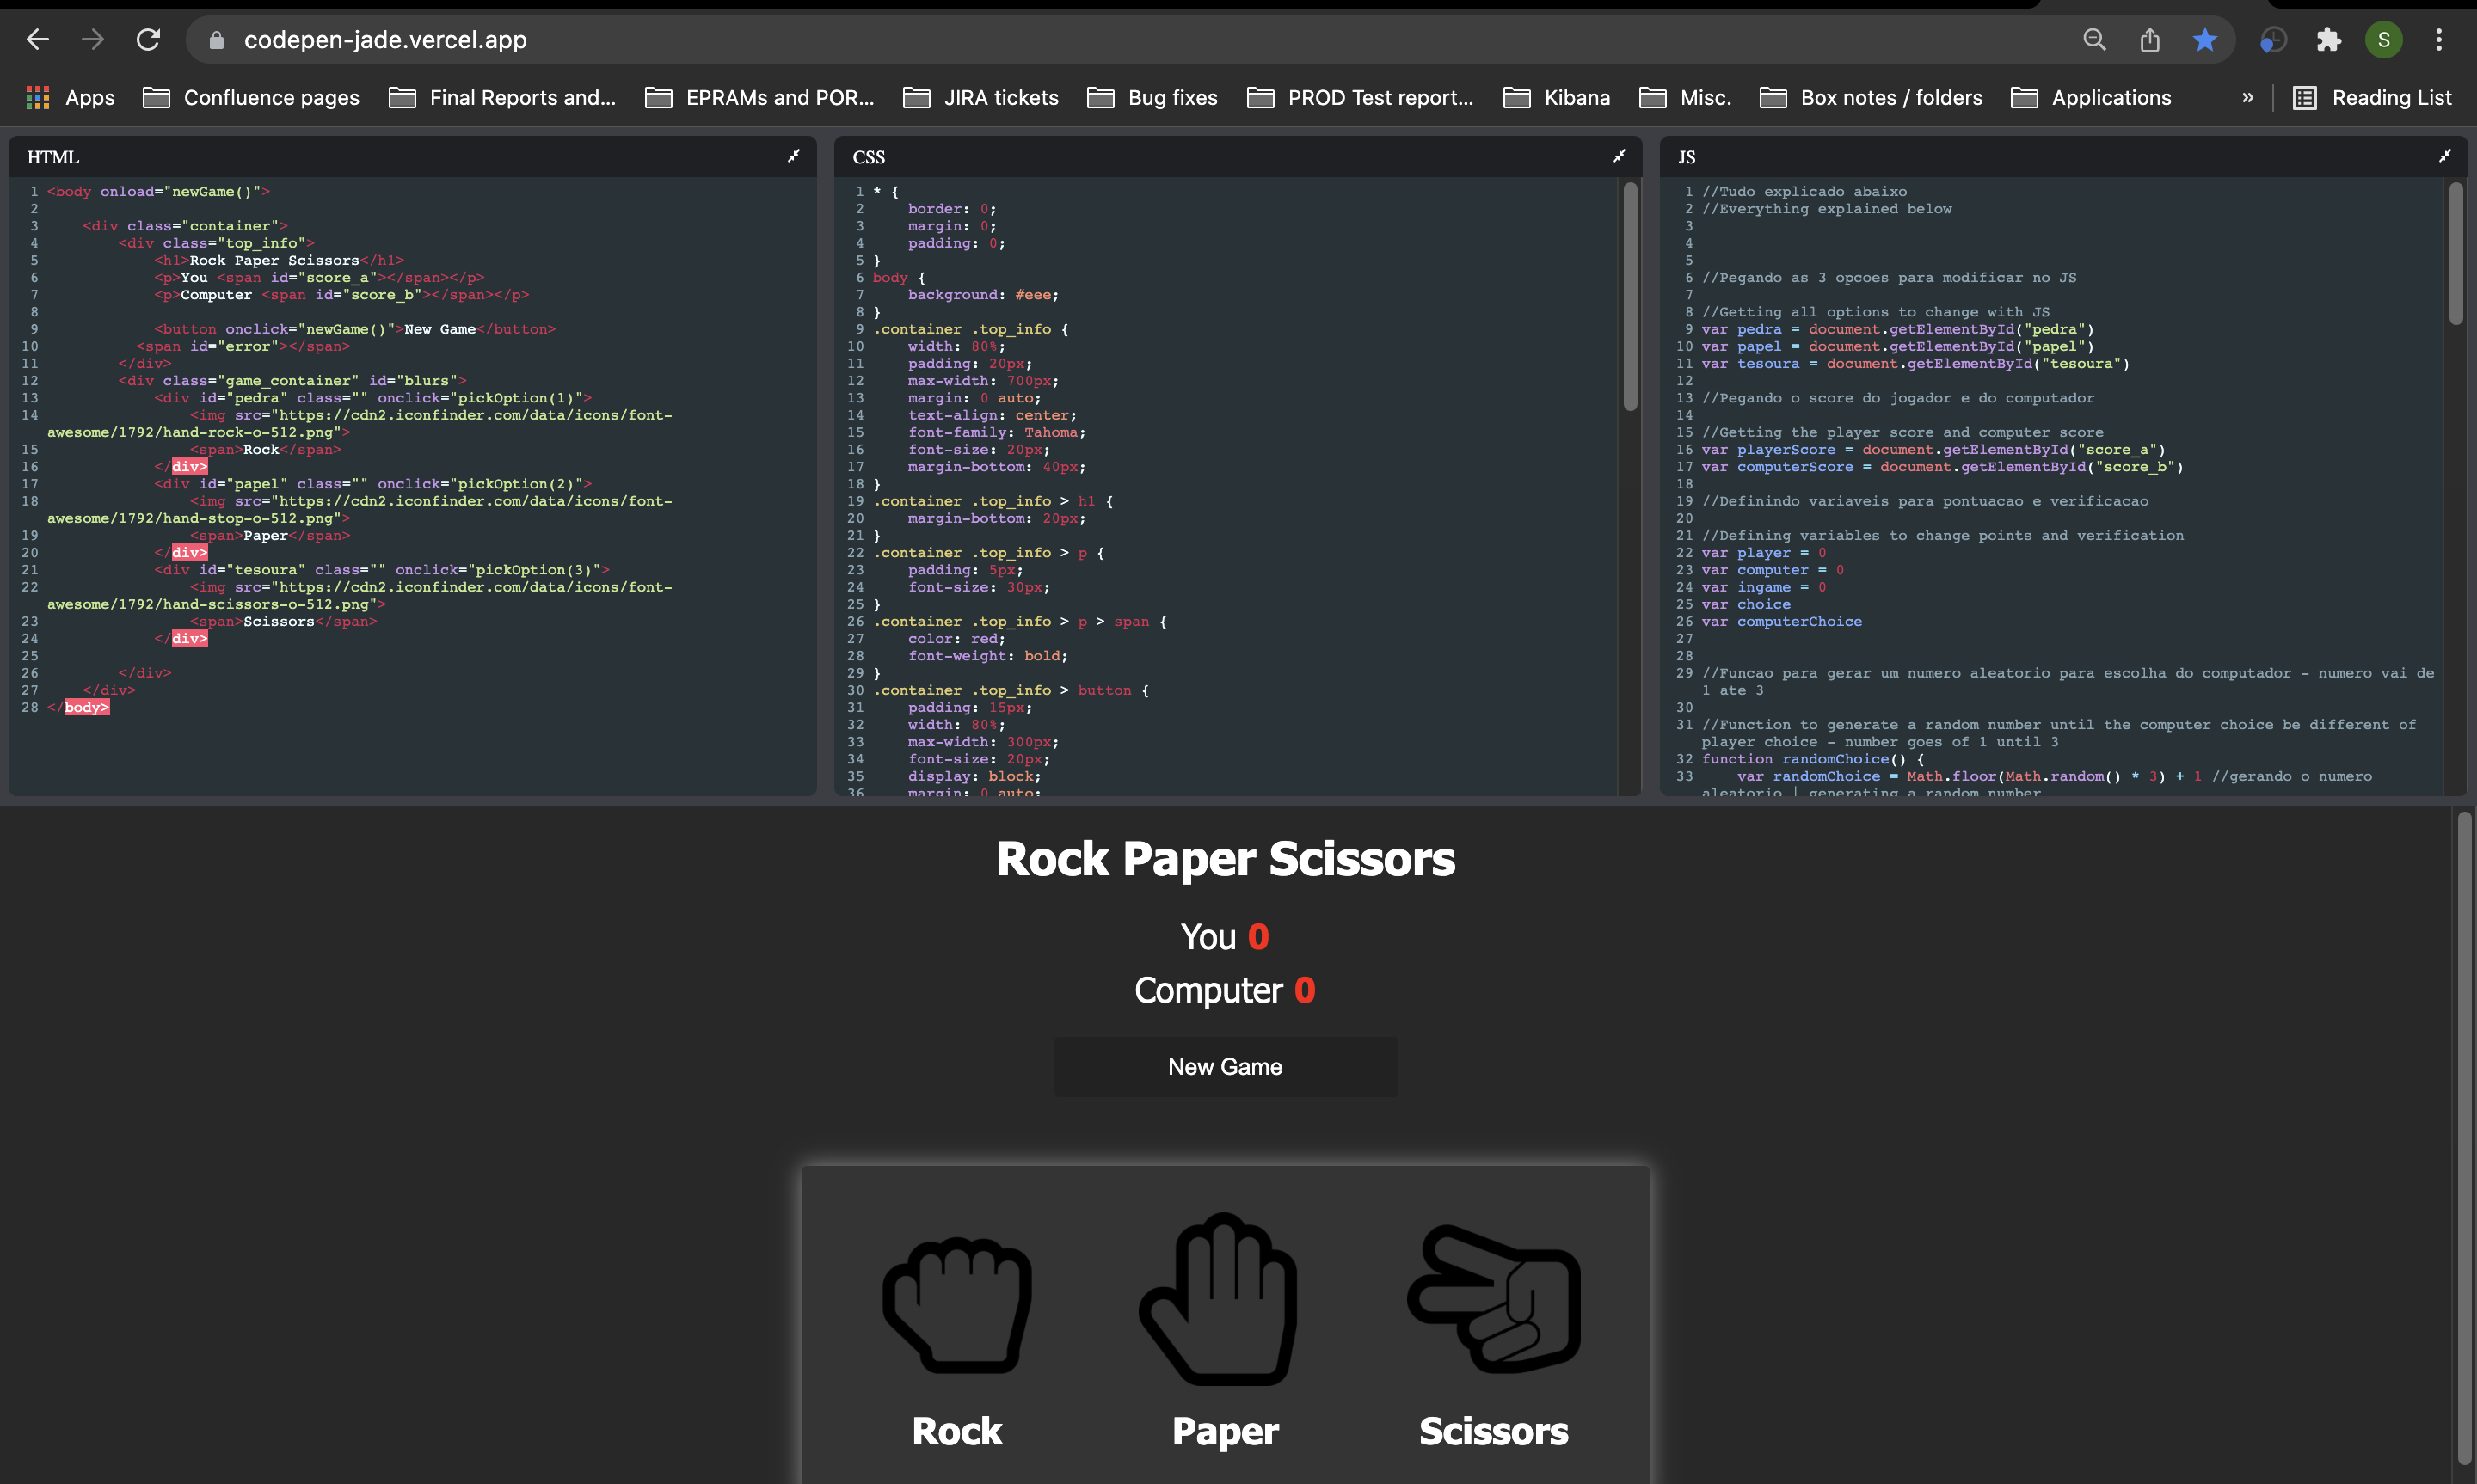 codepen-jade.vercel.app
S
Apps Confluence pages Final Reports and... EPRAMs and POR... JIRA tickets Bug fixes PROD Test report... Kibana Misc. Box notes / folders Applications » Reading List
HTML
1 <body onload="newGame()">
2
3 <div class="container">
4 <div class="top_info">
5 <h1>Rock Paper Scissors</h1>
6 <p>You <span id="score_a"></span></p>
7 <p>Computer <span id="score_b"></span></p>
8
9 <button onclick="newGame()">New Game</button>
10 <span id="error"></span>
11 </div>
12 <div class="game_container" id="blurs">
13 <div id="pedra" class="" onclick="pickOption(1)">
14 <img src="https://cdn2.iconfinder.com/data/icons/font-
awesome/1792/hand-rock-o-512.png">
15 <span>Rock</span>
16 </div>
17 <div id="papel" class="" onclick="pickOption(2)">
18 <img src="https://cdn2.iconfinder.com/data/icons/font-
awesome/1792/hand-stop-o-512.png">
19 <span>Paper</span>
20 </div>
21 <div id="tesoura" class="" onclick="pickOption(3)">
22 <img src="https://cdn2.iconfinder.com/data/icons/font-
awesome/1792/hand-scissors-o-512.png">
23 <span>Scissors</span>
24 </div>
25
26 </div>
27 </div>
28 </body>
CSS
1 * {
2 border: 0;
3 margin: 0;
4 padding: 0;
5 }
6 body {
7 background: #eee;
8 }
9 .container .top_info {
10 width: 80%;
11 padding: 20px;
12 max-width: 700px;
13 margin: 0 auto;
14 text-align: center;
15 font-family: Tahoma;
16 font-size: 20px;
17 margin-bottom: 40px;
18 }
19 .container .top_info > h1 {
20 margin-bottom: 20px;
21 }
22 .container .top_info > p {
23 padding: 5px;
24 font-size: 30px;
25 }
26 .container .top_info > p > span {
27 color: red;
28 font-weight: bold;
29 }
30 .container .top_info > button {
31 padding: 15px;
32 width: 80%;
33 max-width: 300px;
34 font-size: 20px;
35 display: block;
36 margin: 0 auto;
JS
1 //Tudo explicado abaixo
2 //Everything explained below
3
4
5
6 //Pegando as 3 opcoes para modificar no JS
7
8 //Getting all options to change with JS
9 var pedra = document.getElementById("pedra")
10 var papel = document.getElementById("papel")
11 var tesoura = document.getElementById("tesoura")
12
13 //Pegando o score do jogador e do computador
14
15 //Getting the player score and computer score
16 var playerScore = document.getElementById("score_a")
17 var computerScore = document.getElementById("score_b")
18
19 //Definindo variaveis para pontuacao e verificacao
20
21 //Defining variables to change points and verification
22 var player = 0
23 var computer = 0
24 var ingame = 0
25 var choice
26 var computerChoice
27
28
29 //Funcao para gerar um numero aleatorio para escolha do computador - numero vai de
1 ate 3
30
31 //Function to generate a random number until the computer choice be different of
player choice - number goes of 1 until 3
32 function randomChoice() {
33 var randomChoice = Math.floor(Math.random() * 3) + 1 //gerando o numero
aleatorio | generating a random number
Rock Paper Scissors
You 0
Computer 0
New Game
Rock Paper Scissors